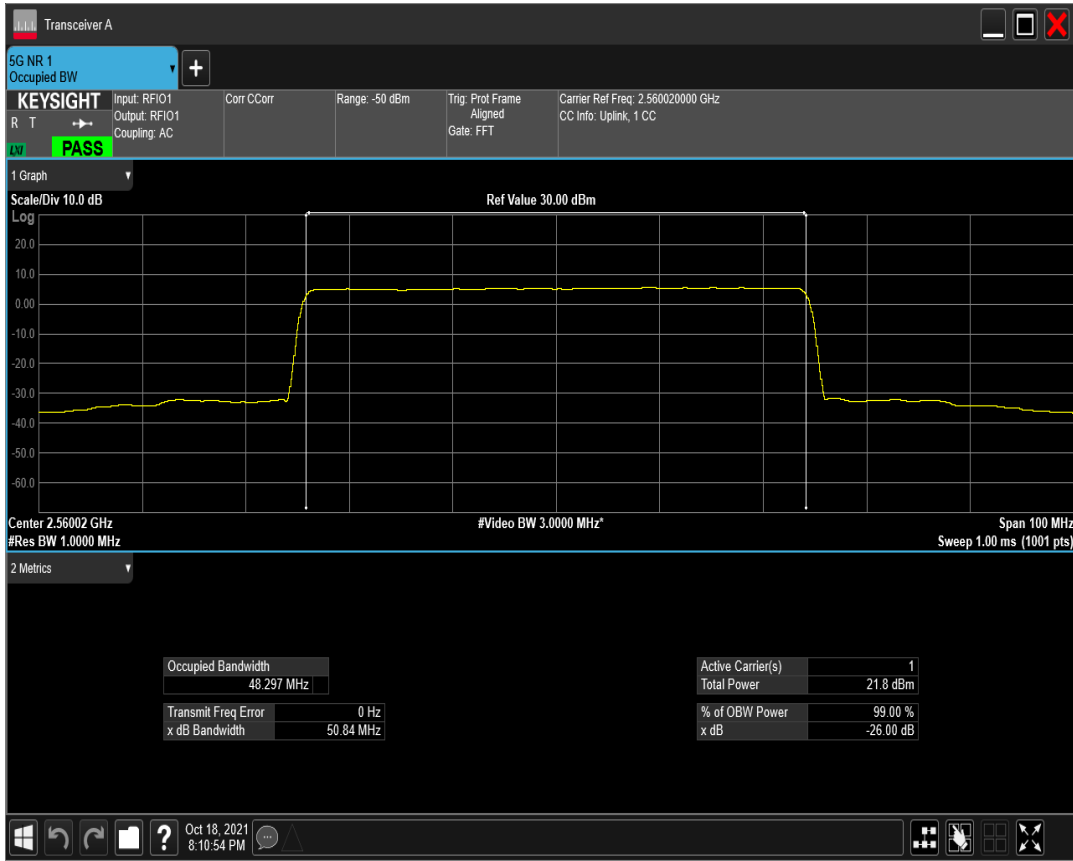 Transceiver A
5G NR 1
Occupied BW
+
KEYSIGHT
R T
LXI
PASS
Input: RFIO1
Output: RFIO1
Coupling: AC
Corr CCorr
Range: -50 dBm
Trig: Prot Frame
Aligned
Gate: FFT
Carrier Ref Freq: 2.560020000 GHz
CC Info: Uplink, 1 CC
1 Graph
Scale/Div 10.0 dB
Ref Value 30.00 dBm
Log
20.0
10.0
0.00
-10.0
-20.0
-30.0
-40.0
-50.0
-60.0
Center 2.56002 GHz
#Video BW 3.0000 MHz*
Span 100 MHz
#Res BW 1.0000 MHz
Sweep 1.00 ms (1001 pts)
2 Metrics
Occupied Bandwidth
48.297 MHz
Transmit Freq Error 0 Hz
x dB Bandwidth 50.84 MHz
Active Carrier(s) 1
Total Power 21.8 dBm
% of OBW Power 99.00 %
x dB -26.00 dB
?
Oct 18, 2021
8:10:54 PM